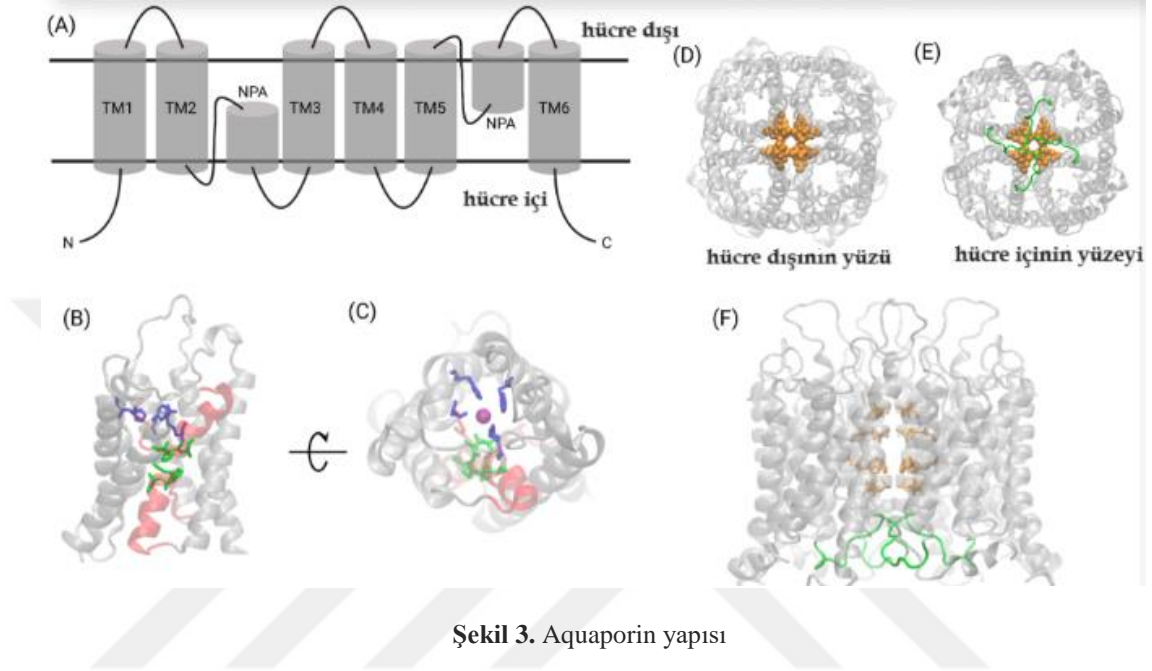 (A)
hücre dışı
TM1 TM2 NPA TM3 TM4 TM5 NPA TM6
hücre içi
N C
(D) (E)
hücre dışının yüzü hücre içinin yüzeyi
(B) (C) (F)
Şekil 3. Aquaporin yapısı